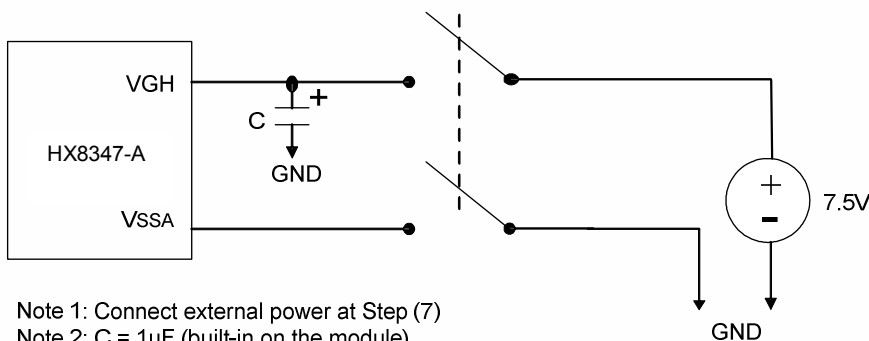 VGH
+
C
HX8347-A
GND
VSSA
+
-
7.5V
GND
Note 1: Connect external power at Step (7)
Note 2: C = 1uF (built-in on the module)